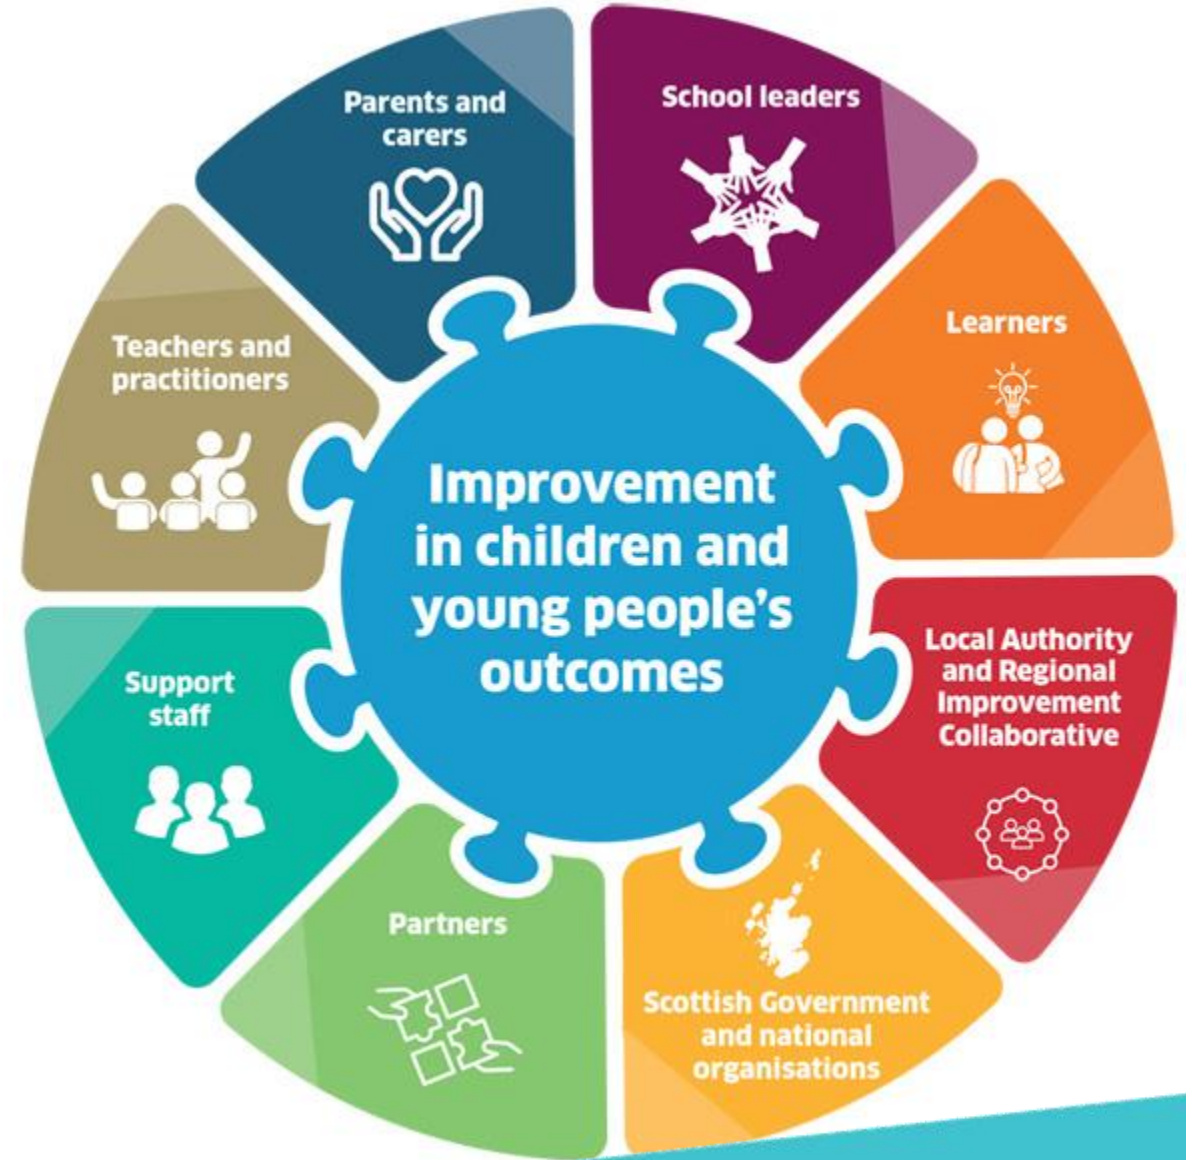 Parents and
carers
School leaders
Learners
Local Authority
and Regional
Improvement
Collaborative
Scottish Government
and national
organisations
Partners
Support
staff
Teachers and
practitioners
Improvement
in children and
young people's
outcomes